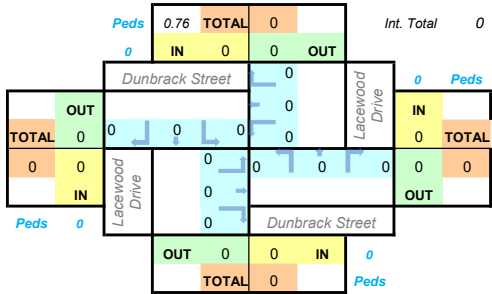 Peds 0.76 TOTAL 0 Int. Total 0
0 IN 0 0 OUT
Dunbrack Street 0 Lacewood Drive 0 Peds
OUT 0 IN
TOTAL 0 0 0 0 0 0 TOTAL
0 0 Lacewood Drive 0 0 0 0 0 0
IN 0 OUT
Peds 0 0 Dunbrack Street
OUT 0 0 IN 0
TOTAL 0 Peds